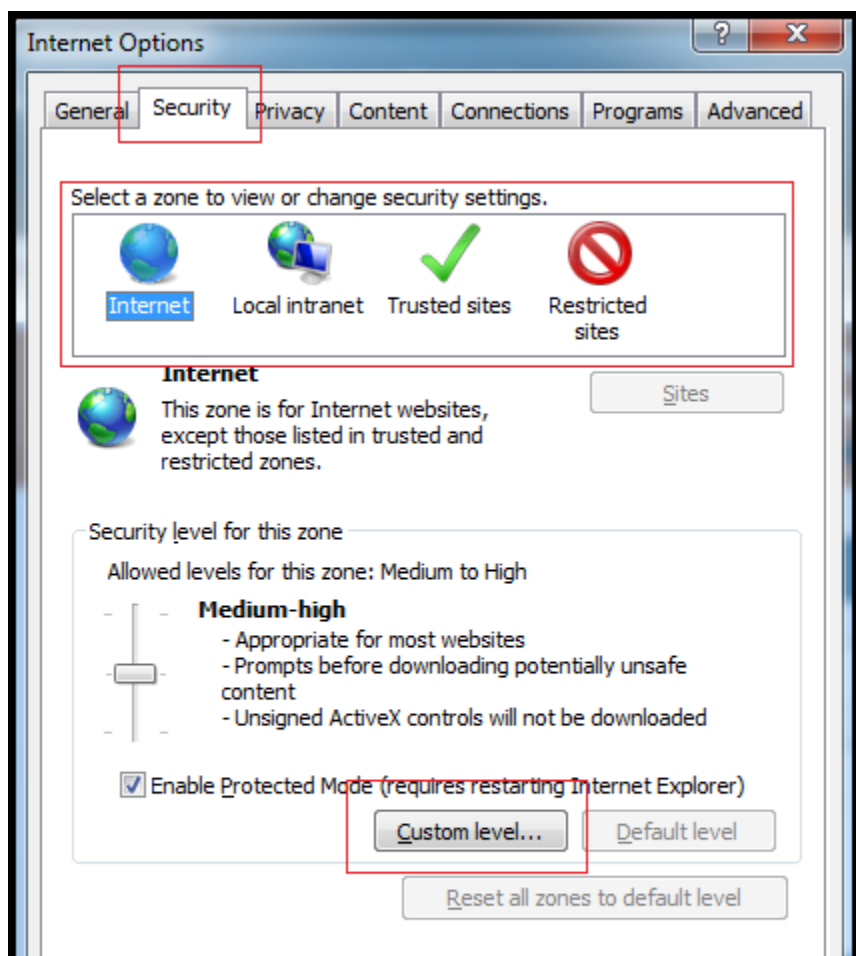 Internet Options
?
X
General Security Privacy Content Connections Programs Advanced
Select a zone to view or change security settings.
Internet Local intranet Trusted sites Restricted
sites
Internet
Sites
This zone is for Internet websites,
except those listed in trusted and
restricted zones.
Security level for this zone
Allowed levels for this zone: Medium to High
Medium-high
- Appropriate for most websites
- Prompts before downloading potentially unsafe
content
- Unsigned ActiveX controls will not be downloaded
Enable Protected Mode (requires restarting Internet Explorer)
Custom level... Default level
Reset all zones to default level